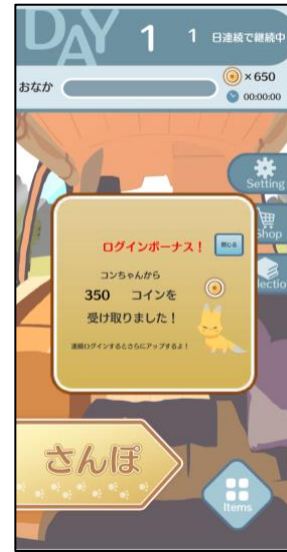 DAY 1 1 日連続で継続中
おなか ×650
00:00:00
Setting
Shop
lectio
ログインボーナス！ 閉じる
コンちゃんから
350 コインを
受け取りました！
連続ログインするとさらにアップするよ！
さんぽ
Items